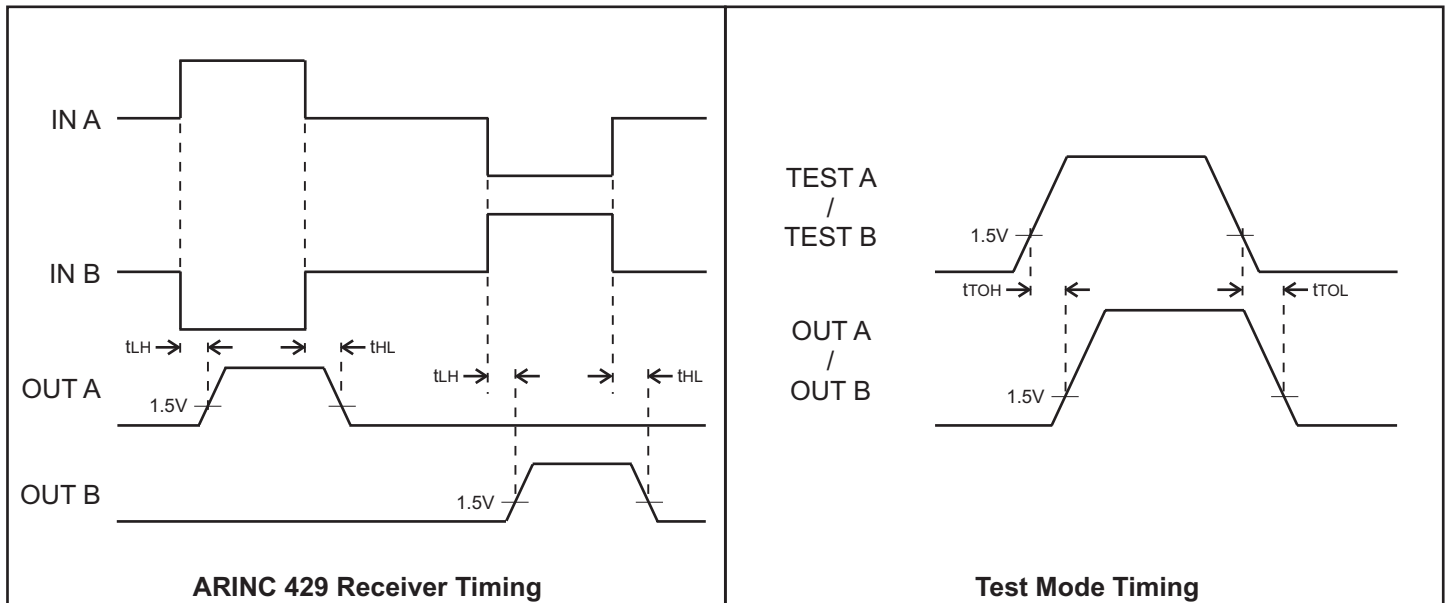 IN A
IN B
tLH
tHL
OUT A
1.5V
tLH
tHL
OUT B
1.5V
ARINC 429 Receiver Timing
TEST A
/
TEST B
1.5V
tTOH
tTOL
OUT A
/
OUT B
1.5V
Test Mode Timing